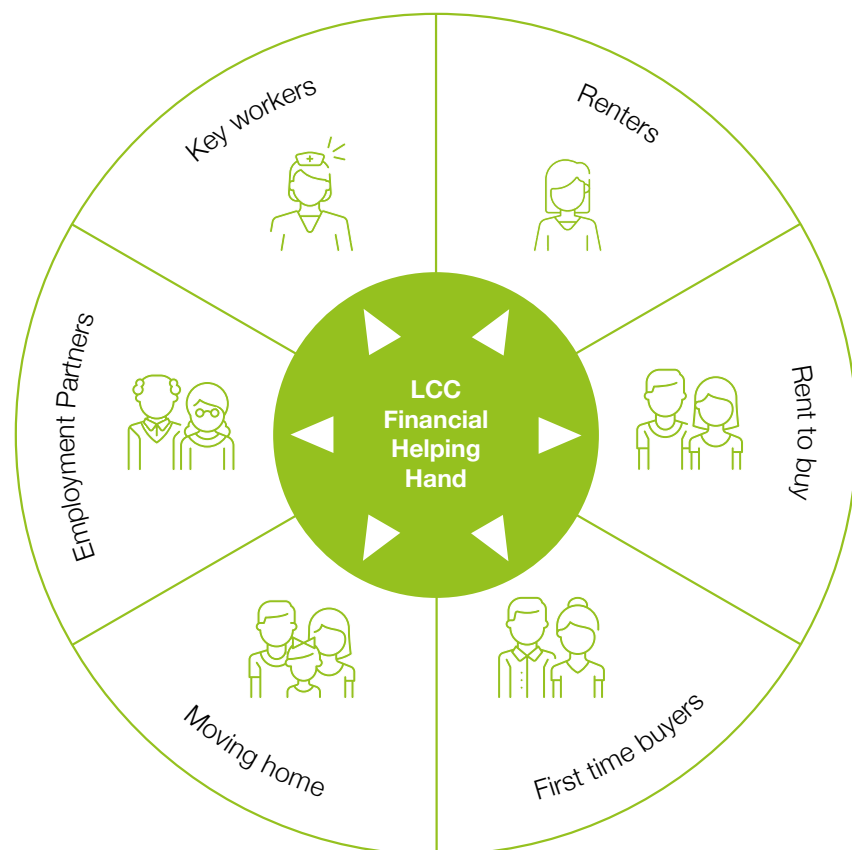 Key workers
Renters
Employment Partners
LCC
Financial
Helping
Hand
Rent to buy
Moving home
First time buyers